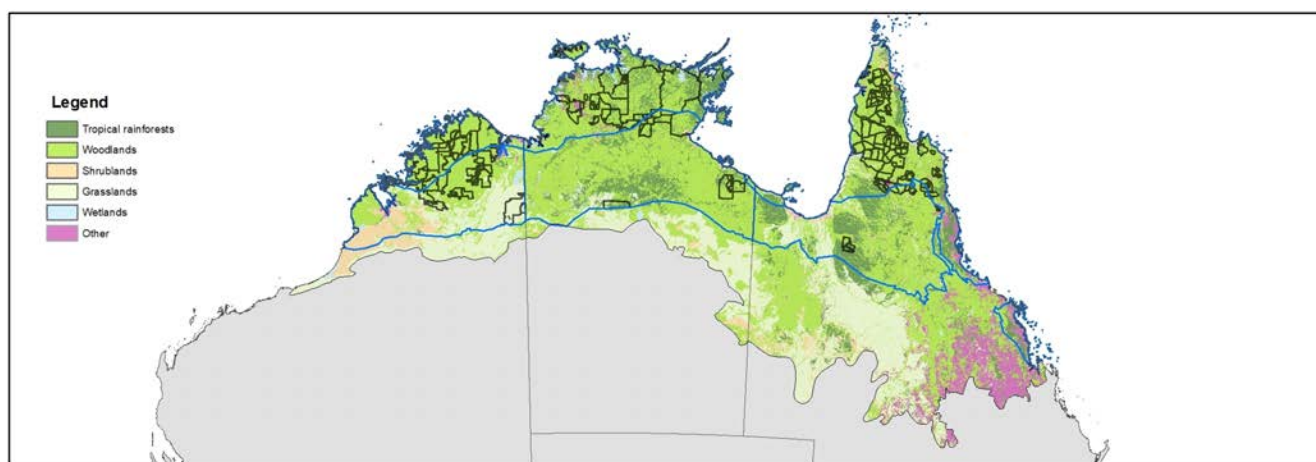 Legend
Tropical rainforests
Woodlands
Shrublands
Grasslands
Wetlands
Other